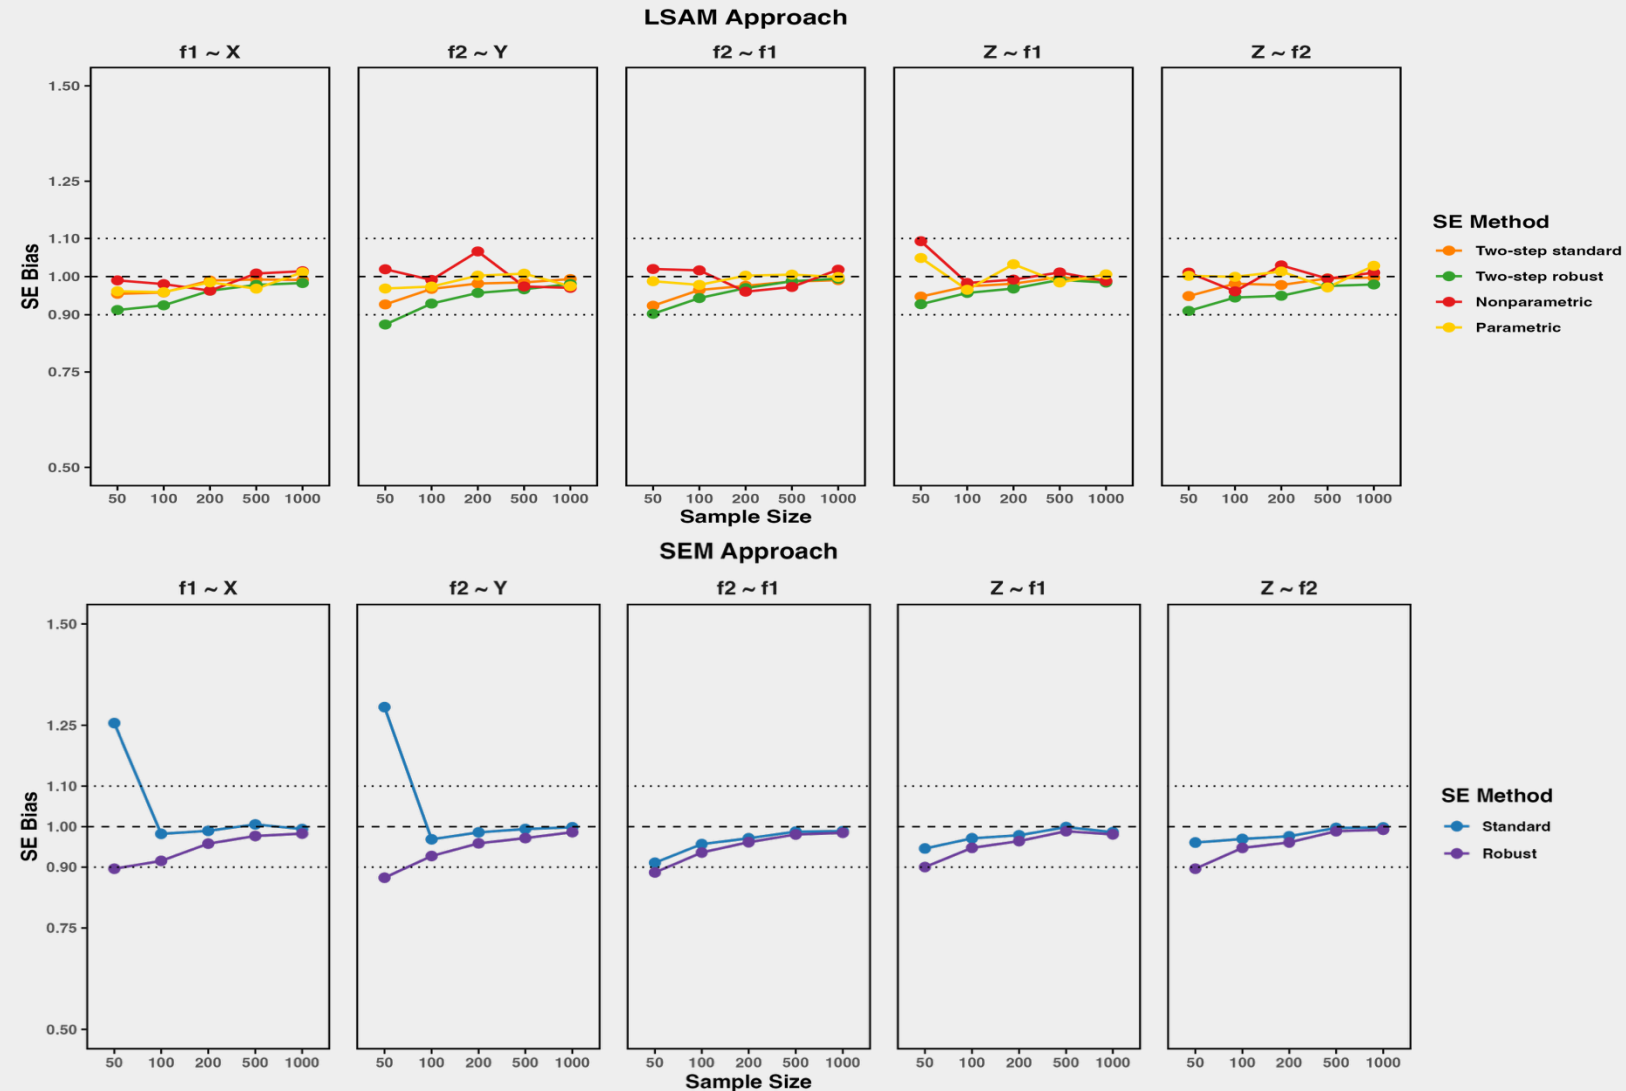 LSAM Approach
f1 ~ X
f2 ~ Y
f2 ~ f1
Z ~ f1
Z ~ f2
SE Bias
1.50
1.25
1.10
1.00
0.90
0.75
0.50
50 100 200 500 1000
50 100 200 500 1000
50 100 200 500 1000
50 100 200 500 1000
50 100 200 500 1000
Sample Size
SE Method
Two-step standard
Two-step robust
Nonparametric
Parametric
SEM Approach
f1 ~ X
f2 ~ Y
f2 ~ f1
Z ~ f1
Z ~ f2
SE Bias
1.50
1.25
1.10
1.00
0.90
0.75
0.50
50 100 200 500 1000
50 100 200 500 1000
50 100 200 500 1000
50 100 200 500 1000
50 100 200 500 1000
Sample Size
SE Method
Standard
Robust